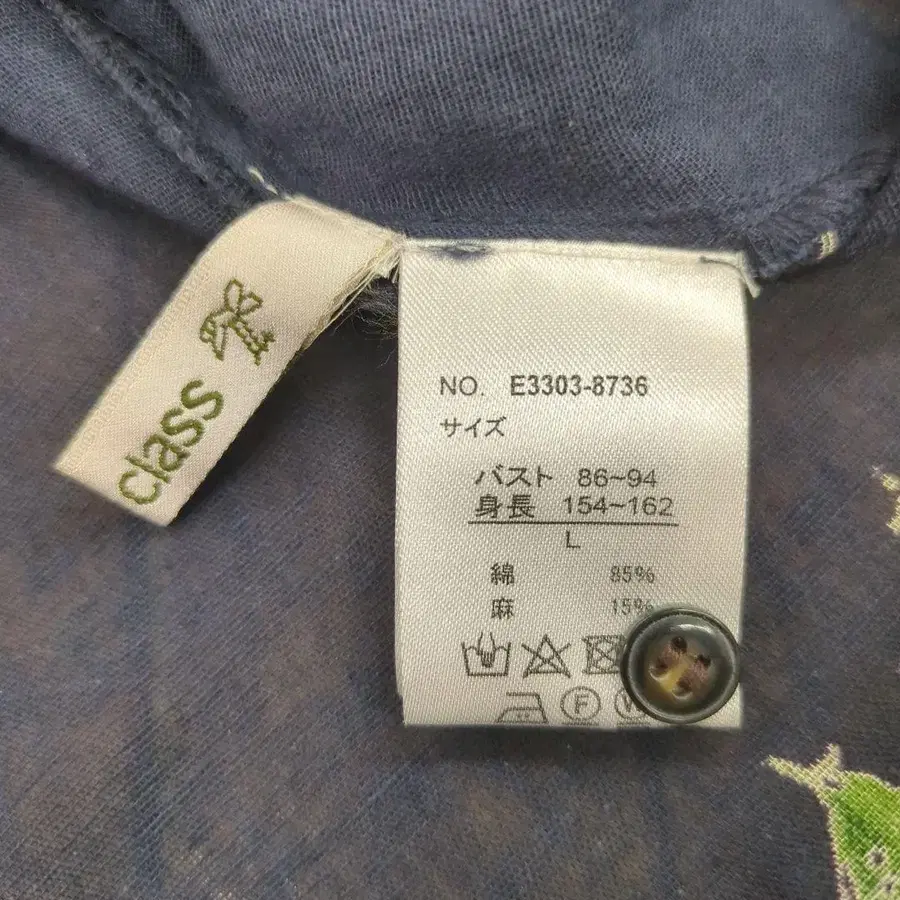 class
NO. E3303-8736
サイズ
バスト 86~94
身長 154~162
L
綿 85%
麻 15%
F
W